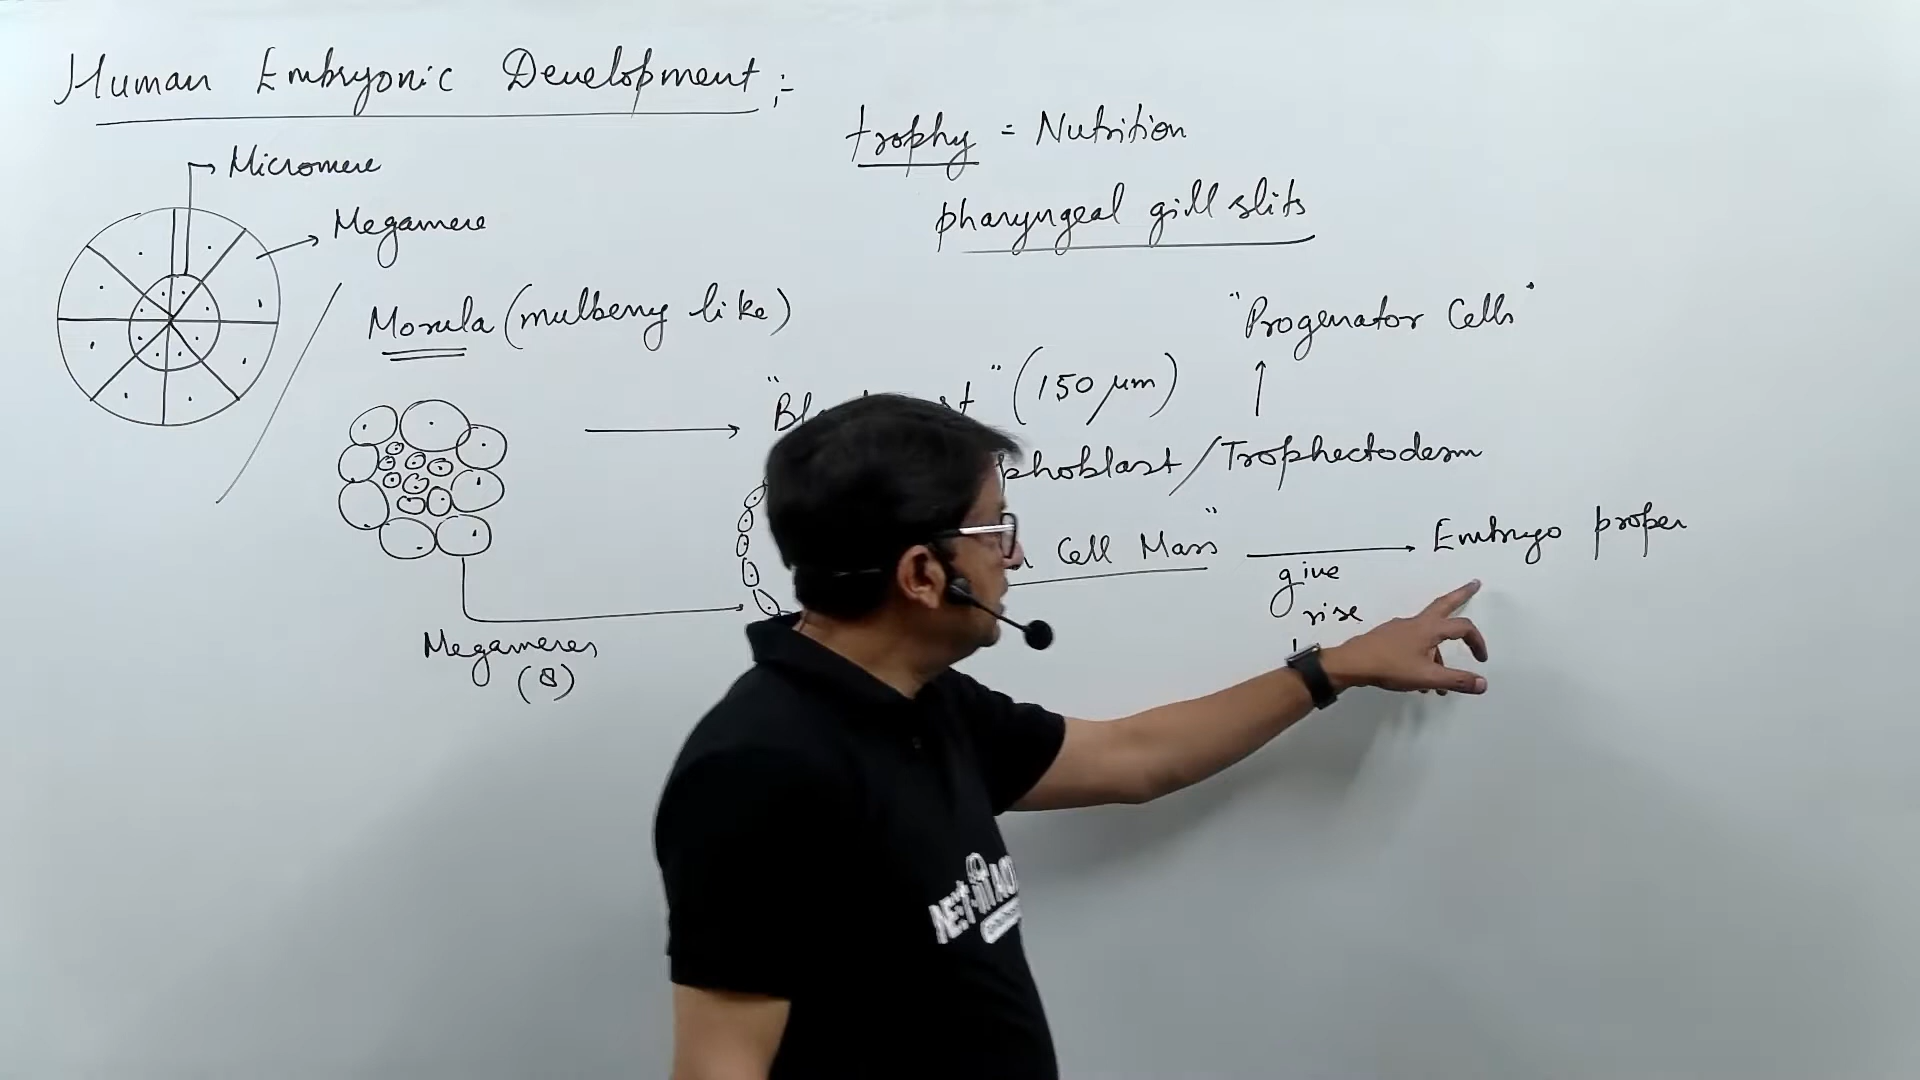 Human Embryonic Development :-
trophy = Nutrition
Micromere
pharyngeal gill slits
Megamere
Morula (mulberry like)
"Progenator Cells"
" " (150 μm)
phoblast / Trophectoderm
Cell Mass" → Embryo proper
give
rise
Megameres
(8)